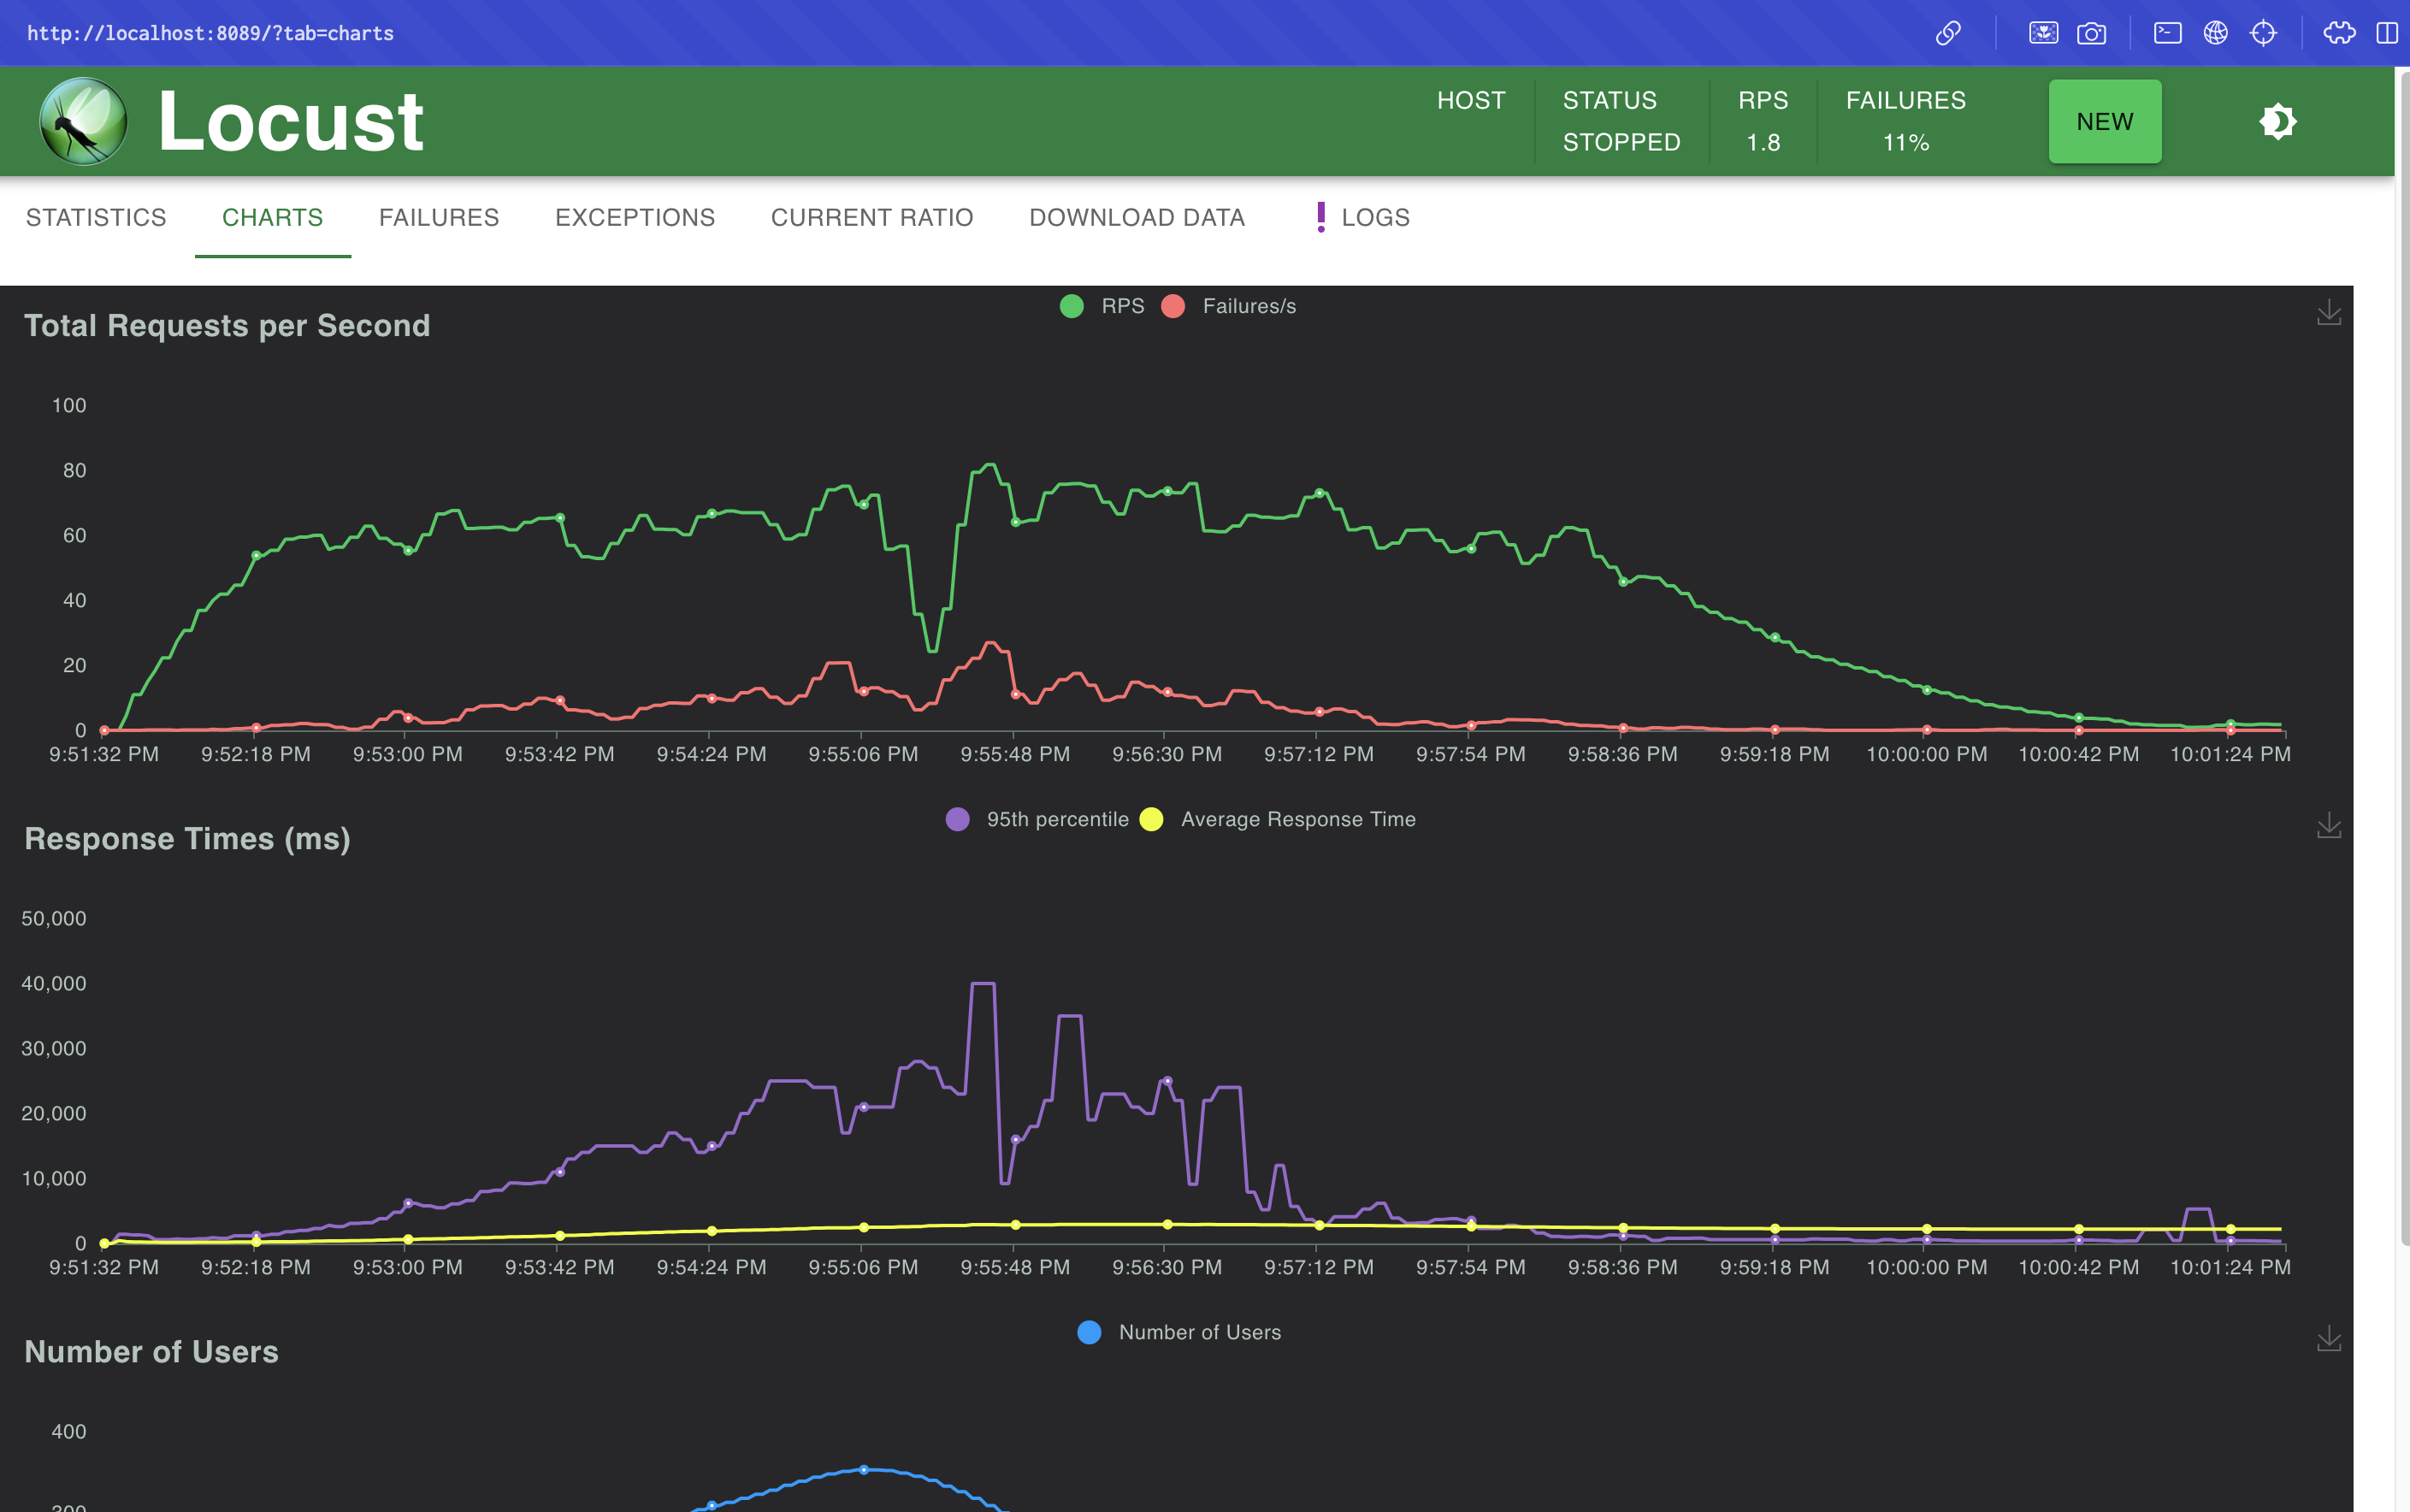 http://localhost:8089/?tab=charts
Locust
HOST
STATUS
STOPPED
RPS
1.8
FAILURES
11%
NEW
STATISTICS CHARTS FAILURES EXCEPTIONS CURRENT RATIO DOWNLOAD DATA ! LOGS
Total Requests per Second
RPS Failures/s
100
80
60
40
20
0
9:51:32 PM 9:52:18 PM 9:53:00 PM 9:53:42 PM 9:54:24 PM 9:55:06 PM 9:55:48 PM 9:56:30 PM 9:57:12 PM 9:57:54 PM 9:58:36 PM 9:59:18 PM 10:00:00 PM 10:00:42 PM 10:01:24 PM
Response Times (ms)
95th percentile Average Response Time
50,000
40,000
30,000
20,000
10,000
0
9:51:32 PM 9:52:18 PM 9:53:00 PM 9:53:42 PM 9:54:24 PM 9:55:06 PM 9:55:48 PM 9:56:30 PM 9:57:12 PM 9:57:54 PM 9:58:36 PM 9:59:18 PM 10:00:00 PM 10:00:42 PM 10:01:24 PM
Number of Users
Number of Users
400
300